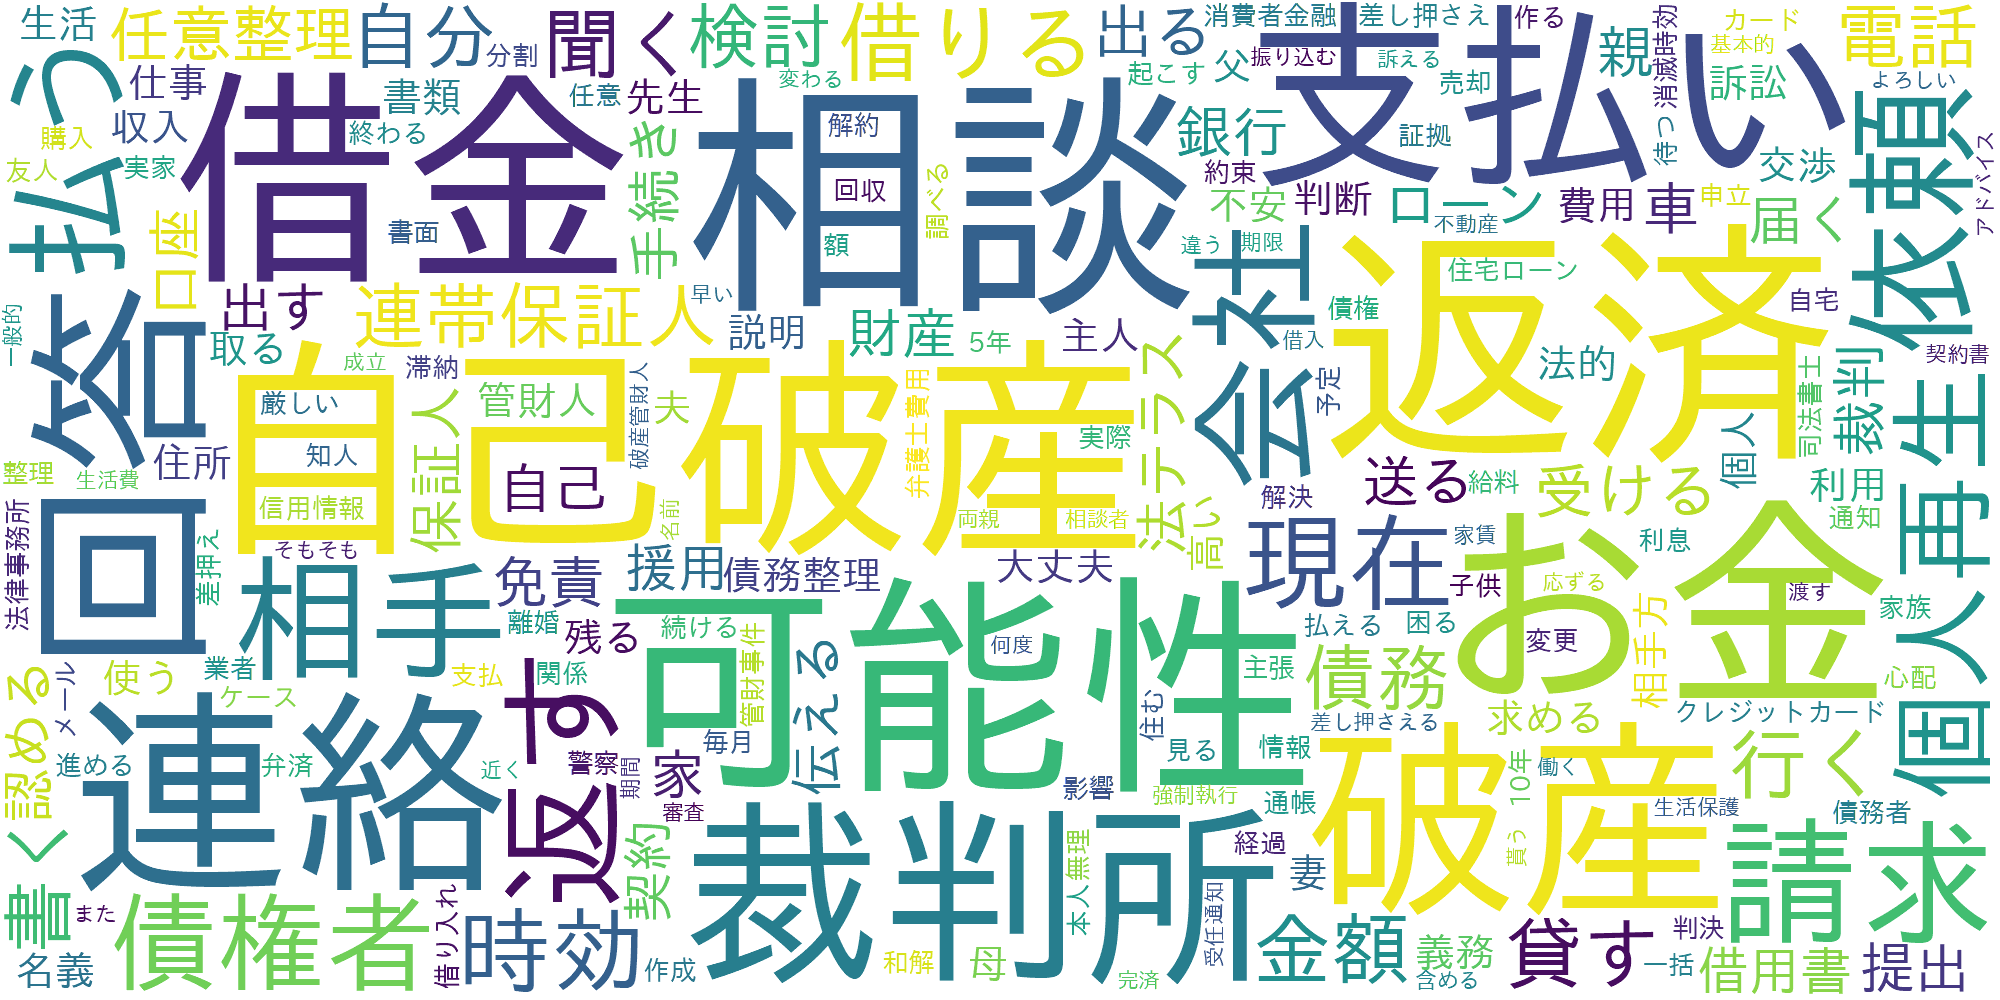 生活
任意整理
自分
聞く
検討
借りる
出る
消費者金融
差し押さえ
作る
カード
電話
分割
基本的
振り込む
訴える
消滅時効
親
払う
仕事
書類
任意
先生
変わる
起こす
父
売却
訴訟
よろしい
購入
収入
終わる
借金
相談
支払い
解約
銀行
証拠
待つ
友人
実家
手続き
回収
調べる
約束
交渉
依頼
口座
書面
額
不安
判断
ローン
費用
車
申立
届く
アドバイス
不動産
違う
期限
出す
連帯保証人
早い
説明
財産
5年
主人
会社
返済
住宅ローン
債権
自宅
一般的
回答
取る
成立
滞納
借入
法的
契約書
厳しい
管財人
夫
破産管財人
弁護士費用
実際
法テラス
予定
裁判
司法書士
個人
住所
知人
保証人
自己破産
自己
整理
生活費
信用情報
名前
両親
相談者
高い
解決
送る
給料
受ける
利用
通知
個人再生
法律事務所
差押え
そもそも
相手
免責
援用
債務整理
大丈夫
現在
家賃
利息
お金
子供
応ずる
渡す
家族
離婚
残る
続ける
何度
可能性
払える
困る
変更
相手方
心配
認める
メール
使う
業者
ケース
支払
関係
管財事件
伝える
住む
主張
債務
クレジットカード
進める
弁済
連絡
近く
返す
警察
期間
家
毎月
見る
情報
差し押さえる
求める
行く
影響
強制執行
通帳
破産
働く
10年
生活保護
債務者
書く
審査
契約
裁判所
経過
妻
貰う
請求
また
債権者
借り入れ
時効
本人
無理
受任通知
金額
義務
貸す
判決
名義
作成
和解
母
完済
含める
一括
借用書
提出